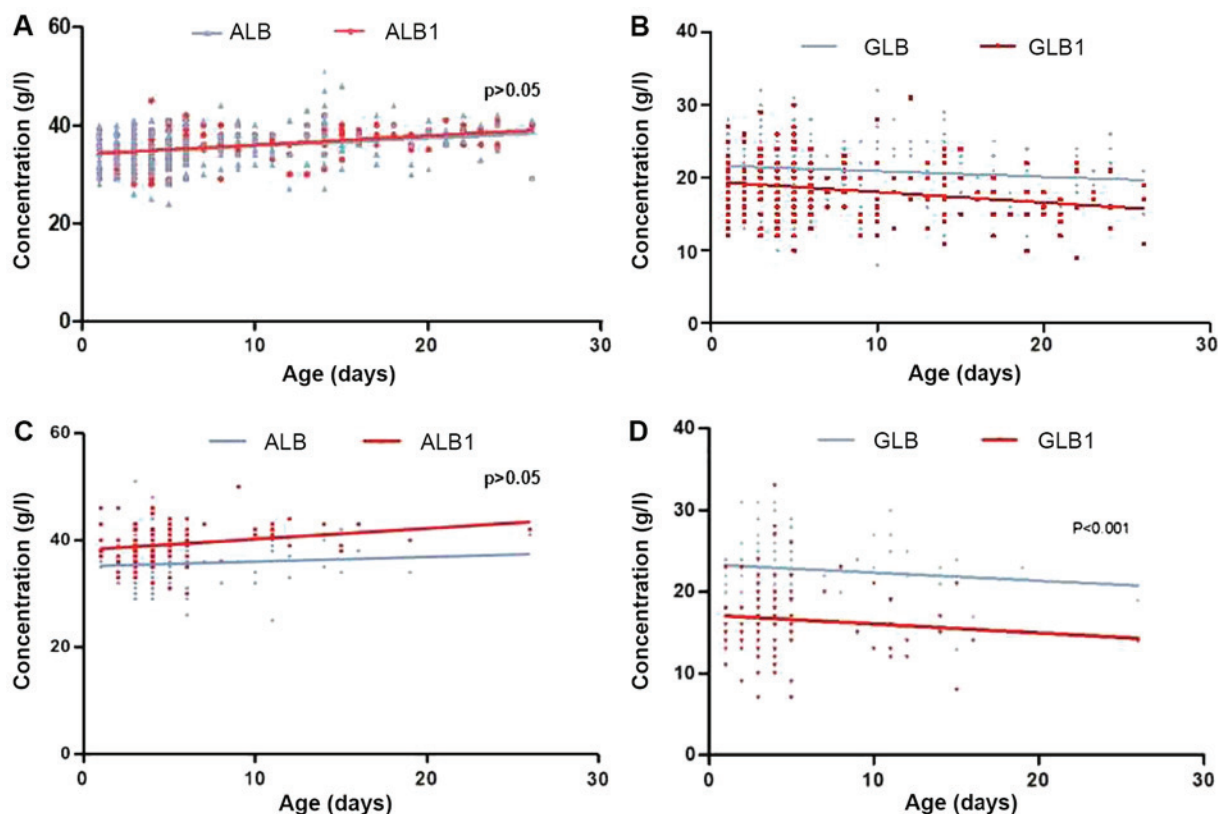 A
ALB ALB1
p>0.05
60
40
20
0
Concentration (g/l)
0 10 20 30
Age (days)
B
GLB GLB1
40
30
20
10
0
Concentration (g/l)
0 10 20 30
Age (days)
C
ALB ALB1
p>0.05
60
40
20
0
Concentration (g/l)
0 10 20 30
Age (days)
D
GLB GLB1
P<0.001
40
30
20
10
0
Concentration (g/l)
0 10 20 30
Age (days)